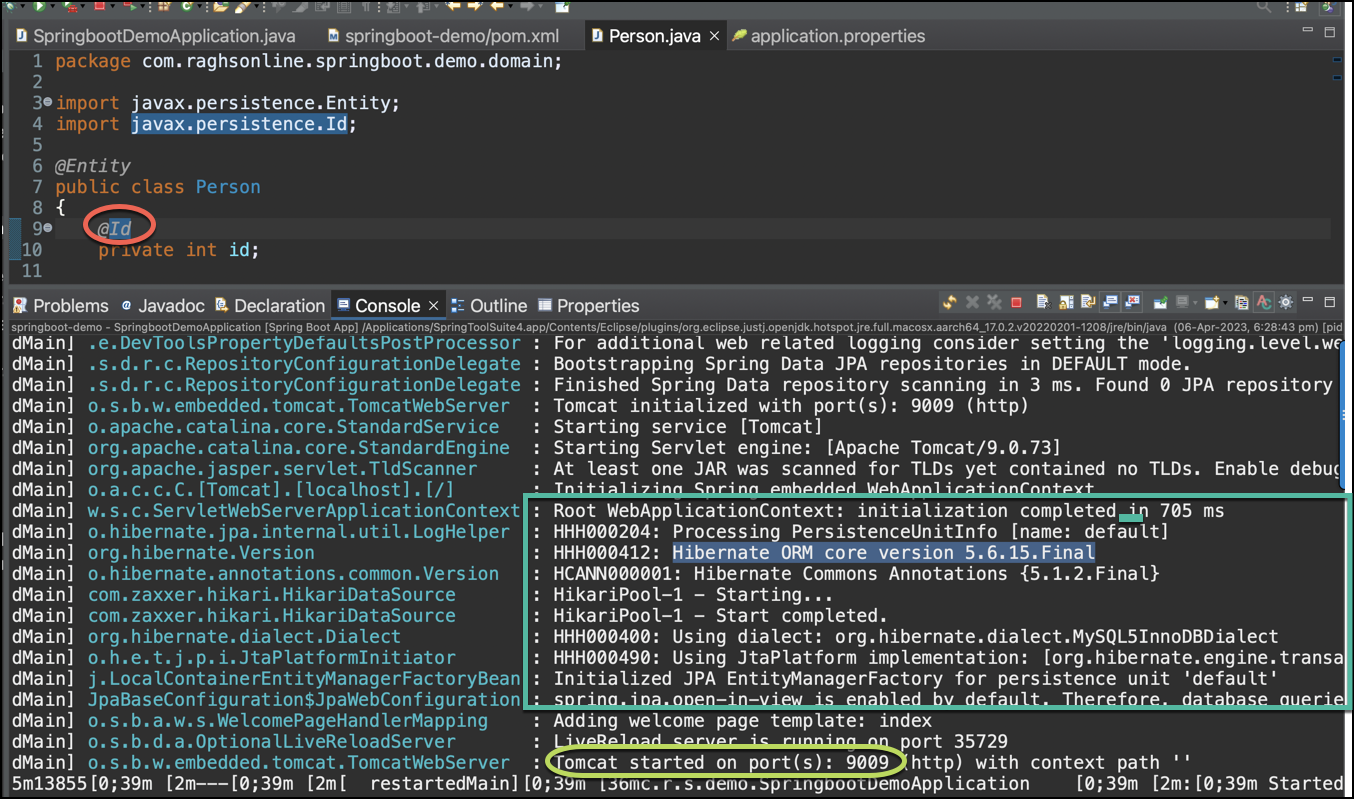 SpringbootDemoApplication.java springboot-demo/pom.xml Person.java application.properties
1 package com.raghsonline.springboot.demo.domain;
2
3 import javax.persistence.Entity;
4 import javax.persistence.Id;
5
6 @Entity
7 public class Person
8 {
9 @Id
10 private int id;
11
Problems Javadoc Declaration Console Outline Properties
springboot-demo - SpringbootDemoApplication [Spring Boot App] /Applications/SpringToolSuite4.app/Contents/Eclipse/plugins/org.eclipse.justj.openjdk.hotspot.jre.full.macosx.aarch64_17.0.2.v20220201-1208/jre/bin/java (06-Apr-2023, 6:28:43 pm) [pid
dMain] .e.DevToolsPropertyDefaultsPostProcessor : For additional web related logging consider setting the 'logging.level.we
dMain] .s.d.r.c.RepositoryConfigurationDelegate : Bootstrapping Spring Data JPA repositories in DEFAULT mode.
dMain] .s.d.r.c.RepositoryConfigurationDelegate : Finished Spring Data repository scanning in 3 ms. Found 0 JPA repository
dMain] o.s.b.w.embedded.tomcat.TomcatWebServer : Tomcat initialized with port(s): 9009 (http)
dMain] o.apache.catalina.core.StandardService : Starting service [Tomcat]
dMain] org.apache.catalina.core.StandardEngine : Starting Servlet engine: [Apache Tomcat/9.0.73]
dMain] org.apache.jasper.servlet.TldScanner : At least one JAR was scanned for TLDs yet contained no TLDs. Enable debug
dMain] o.a.c.c.C.[Tomcat].[localhost].[/] : Initializing Spring embedded WebApplicationContext
dMain] w.s.c.ServletWebServerApplicationContext : Root WebApplicationContext: initialization completed in 705 ms
dMain] o.hibernate.jpa.internal.util.LogHelper : HHH000204: Processing PersistenceUnitInfo [name: default]
dMain] org.hibernate.Version : HHH000412: Hibernate ORM core version 5.6.15.Final
dMain] o.hibernate.annotations.common.Version : HCANN000001: Hibernate Commons Annotations {5.1.2.Final}
dMain] com.zaxxer.hikari.HikariDataSource : HikariPool-1 - Starting...
dMain] com.zaxxer.hikari.HikariDataSource : HikariPool-1 - Start completed.
dMain] org.hibernate.dialect.Dialect : HHH000400: Using dialect: org.hibernate.dialect.MySQL5InnoDBDialect
dMain] o.h.e.t.j.p.i.JtaPlatformInitiator : HHH000490: Using JtaPlatform implementation: [org.hibernate.engine.transa
dMain] j.LocalContainerEntityManagerFactoryBean : Initialized JPA EntityManagerFactory for persistence unit 'default'
dMain] JpaBaseConfiguration$JpaWebConfiguration : spring.jpa.open-in-view is enabled by default. Therefore, database querie
dMain] o.s.b.a.w.s.WelcomePageHandlerMapping : Adding welcome page template: index
dMain] o.s.b.d.a.OptionalLiveReloadServer : LiveReload server is running on port 35729
dMain] o.s.b.w.embedded.tomcat.TomcatWebServer : Tomcat started on port(s): 9009 (http) with context path ''
5m13855[0;39m [2m---[0;39m [2m[ restartedMain][0;39m [36mc.r.s.demo.SpringbootDemoApplication [0;39m [2m:[0;39m Started